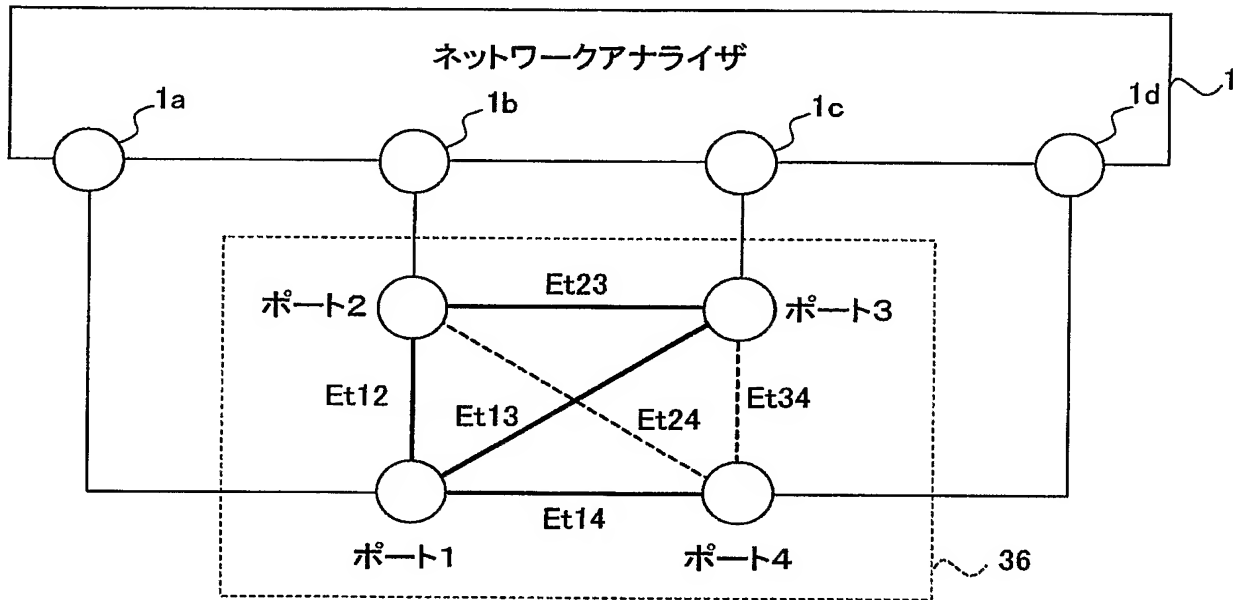 ネットワークアナライザ
1
1a
1b
1c
1d
ポート2
Et23
ポート3
Et12
Et13
Et24
Et34
Et14
ポート1
ポート4
36